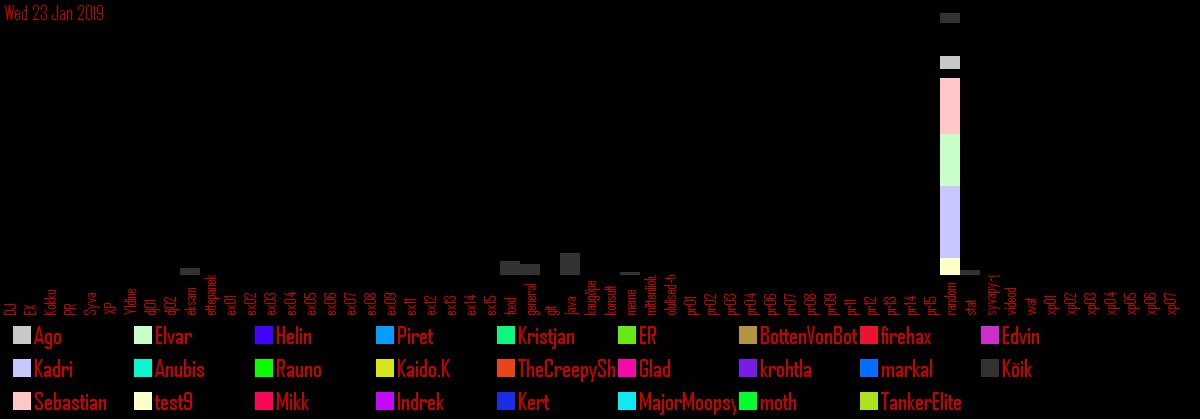 Wed 23 Jan 2019
DJ EX Kokku PR Syva XP Yldine dj01 dj02 eksam ettepanek ex01 ex02 ex03 ex04 ex05 ex06 ex07 ex08 ex09 ex11 ex12 ex13 ex14 ex15 food general git java kaugõpe konsult meme mitteriiol olulised-t pr01 pr02 pr03 pr04 pr06 pr07 pr08 pr09 pr11 pr12 pr13 pr14 pr15 random stat videod wat xp01 xp02 xp03 xp04 xp05 xp06 xp07
Ago Elvar Helin Piret Kristjan ER BottenVonBot firehax Edvin
Kadri Anubis Rauno Kaido.K TheCreepySh Glad krohtla markal Köik
Sebastian test9 Mikk Indrek Kert MajorMoopsy moth TankerElite